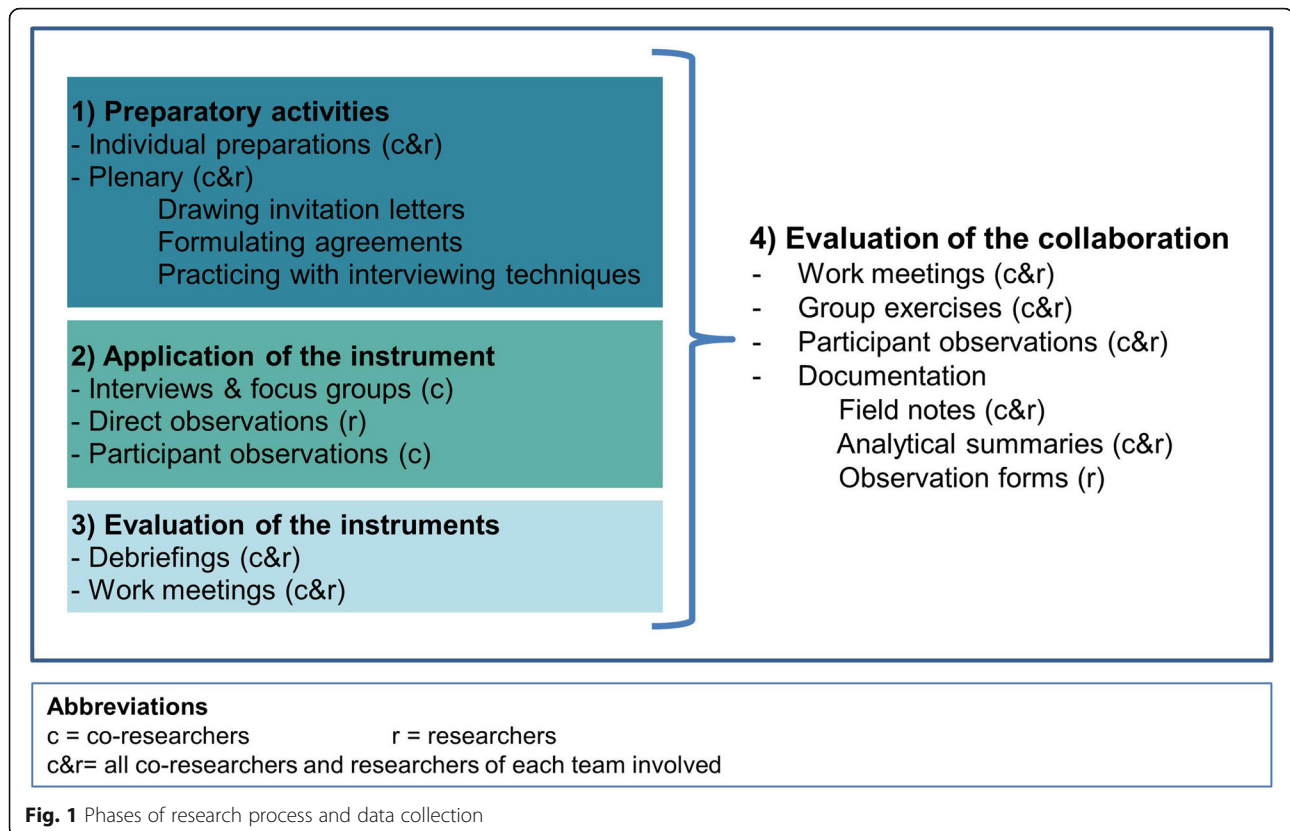 1) Preparatory activities
- Individual preparations (c&r)
- Plenary (c&r)
Drawing invitation letters
Formulating agreements
Practicing with interviewing techniques
2) Application of the instrument
- Interviews & focus groups (c)
- Direct observations (r)
- Participant observations (c)
3) Evaluation of the instruments
- Debriefings (c&r)
- Work meetings (c&r)
4) Evaluation of the collaboration
- Work meetings (c&r)
- Group exercises (c&r)
- Participant observations (c&r)
- Documentation
Field notes (c&r)
Analytical summaries (c&r)
Observation forms (r)
Abbreviations
c = co-researchers r = researchers
c&r= all co-researchers and researchers of each team involved
Fig. 1 Phases of research process and data collection